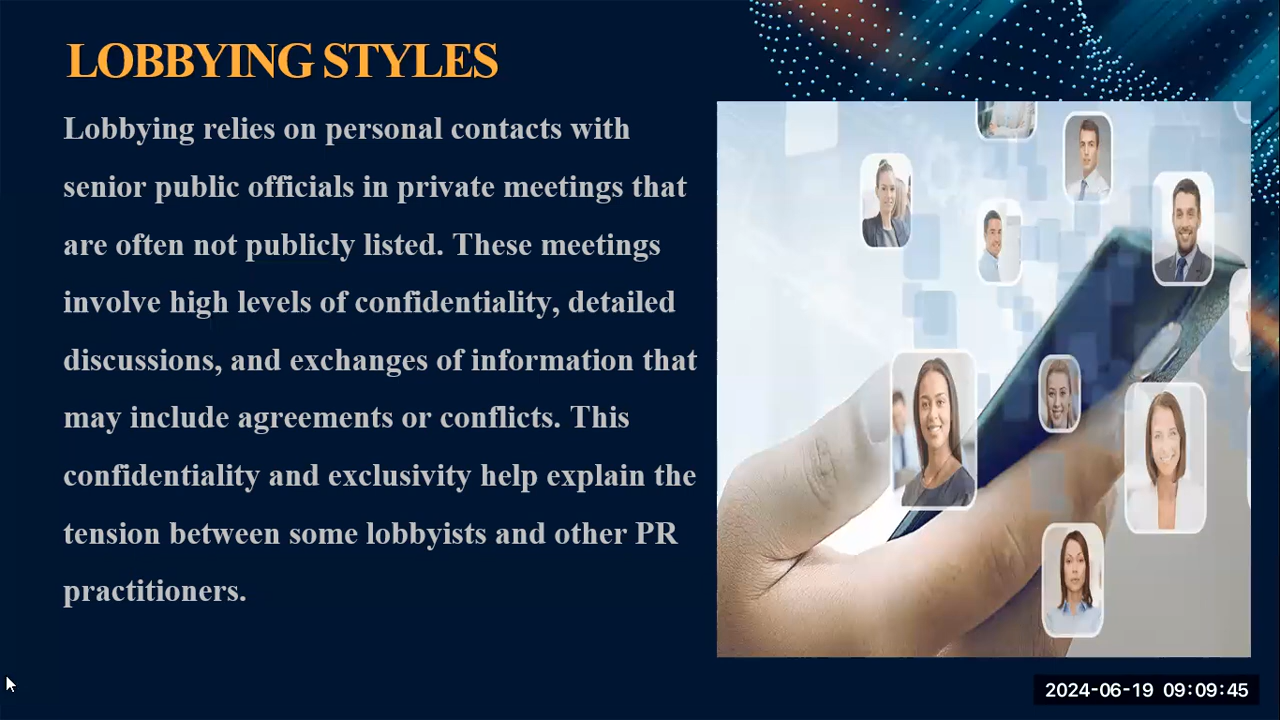 LOBBYING STYLES
Lobbying relies on personal contacts with
senior public officials in private meetings that
are often not publicly listed. These meetings
involve high levels of confidentiality, detailed
discussions, and exchanges of information that
may include agreements or conflicts. This
confidentiality and exclusivity help explain the
tension between some lobbyists and other PR
practitioners.
2024-06-19 09:09:45